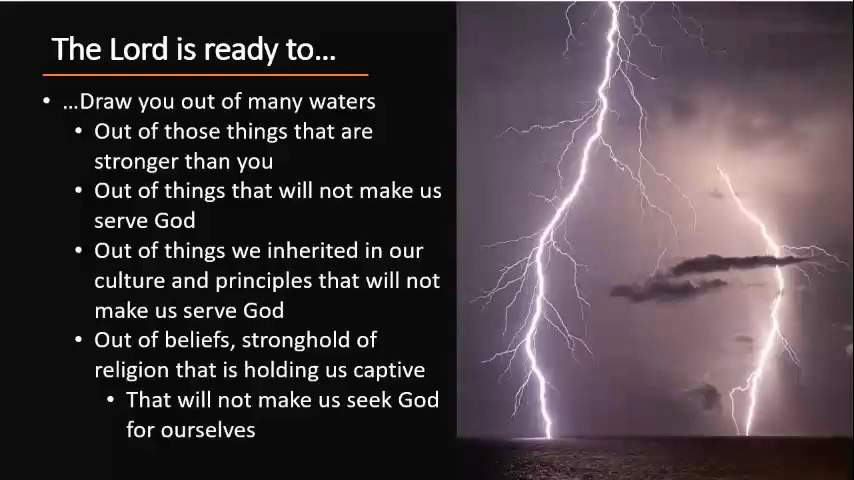 The Lord is ready to...
• ...Draw you out of many waters
• Out of those things that are
stronger than you
• Out of things that will not make us
serve God
• Out of things we inherited in our
culture and principles that will not
make us serve God
• Out of beliefs, stronghold of
religion that is holding us captive
• That will not make us seek God
for ourselves